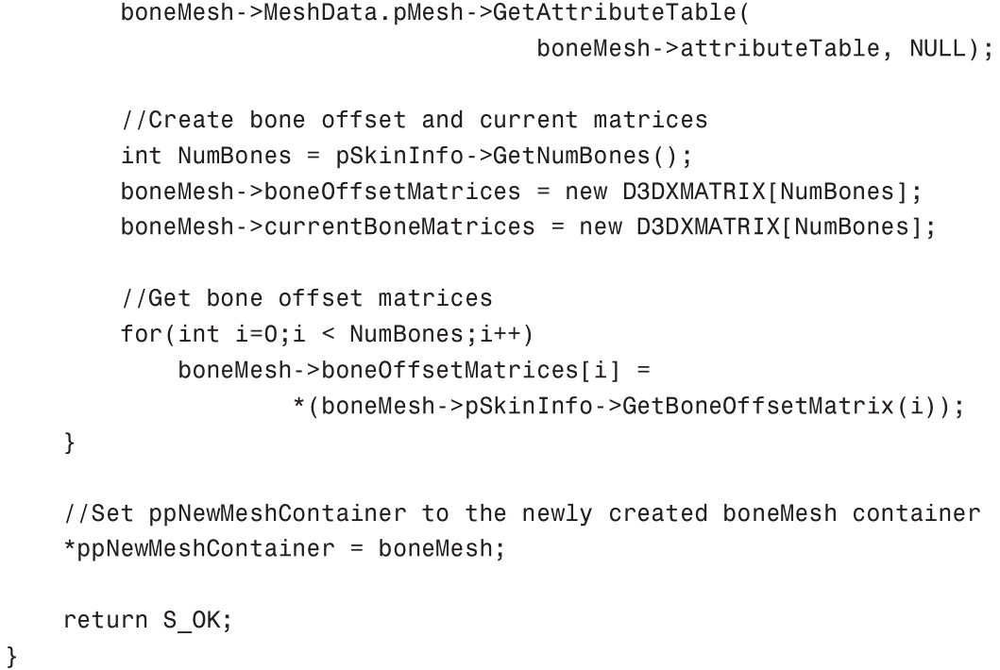 boneMesh->MeshData.pMesh->GetAttributeTable(
boneMesh->attributeTable, NULL);
//Create bone offset and current matrices
int NumBones = pSkinInfo->GetNumBones();
boneMesh->boneOffsetMatrices = new D3DXMATRIX[NumBones];
boneMesh->currentBoneMatrices = new D3DXMATRIX[NumBones];
//Get bone offset matrices
for(int i=0;i < NumBones;i++)
boneMesh->boneOffsetMatrices[i] =
*(boneMesh->pSkinInfo->GetBoneOffsetMatrix(i));
}
//Set ppNewMeshContainer to the newly created boneMesh container
*ppNewMeshContainer = boneMesh;
return S_OK;
}